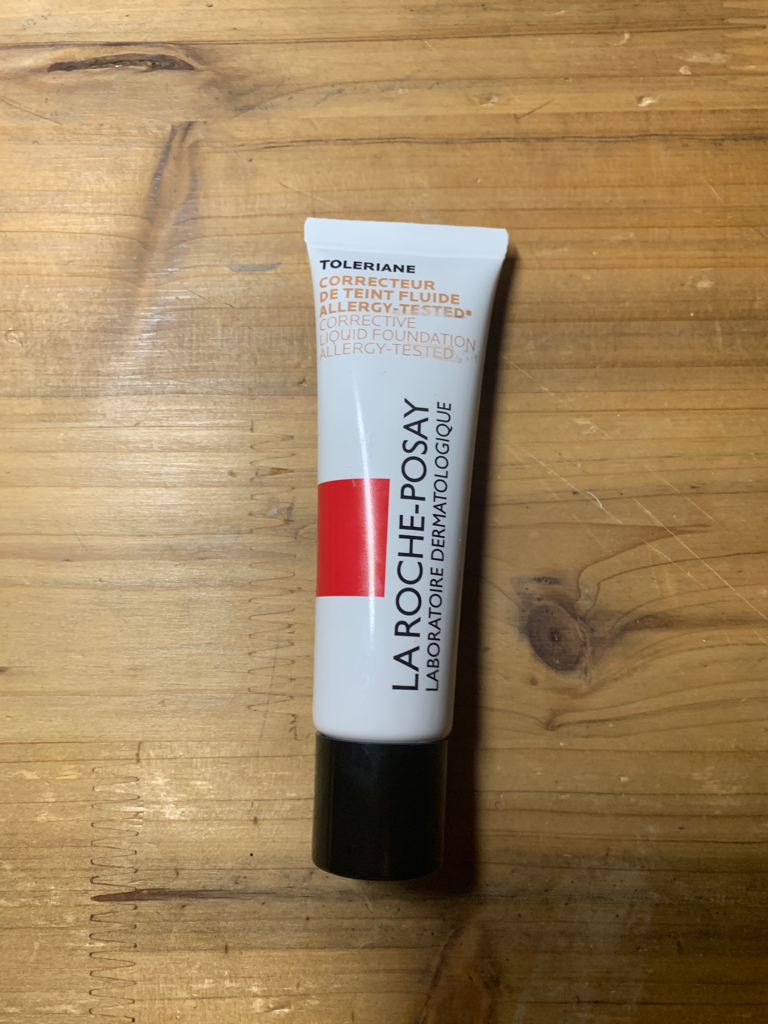 TOLERIANE
CORRECTEUR
DE TEINT FLUIDE
ALLERGY-TESTED*
CORRECTIVE
LIQUID FOUNDATION
ALLERGY-TESTED
LA ROCHE-POSAY
LABORATOIRE DERMATOLOGIQUE